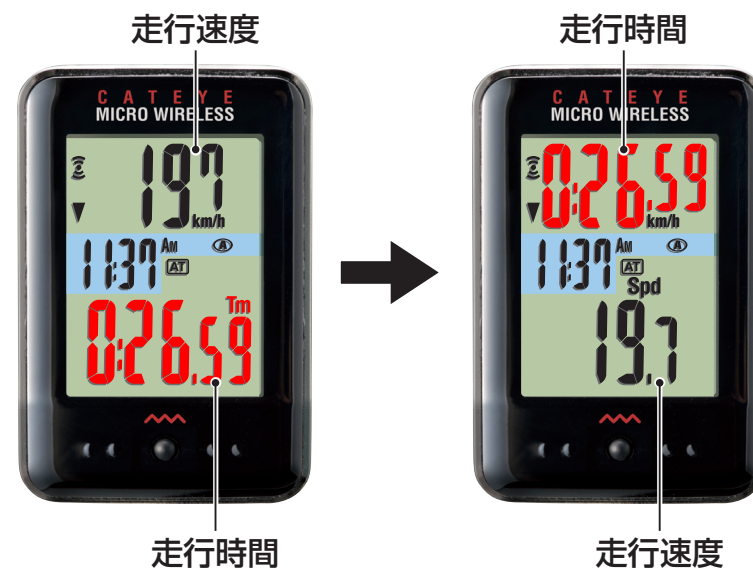 走行速度
CATEYE
MICRO WIRELESS
19.7
km/h
11:37 AM A
AT
Tm
0:26.59
走行時間
走行時間
CATEYE
MICRO WIRELESS
0:26.59
km/h
11:37 AM A
AT
Spd
19.7
走行速度